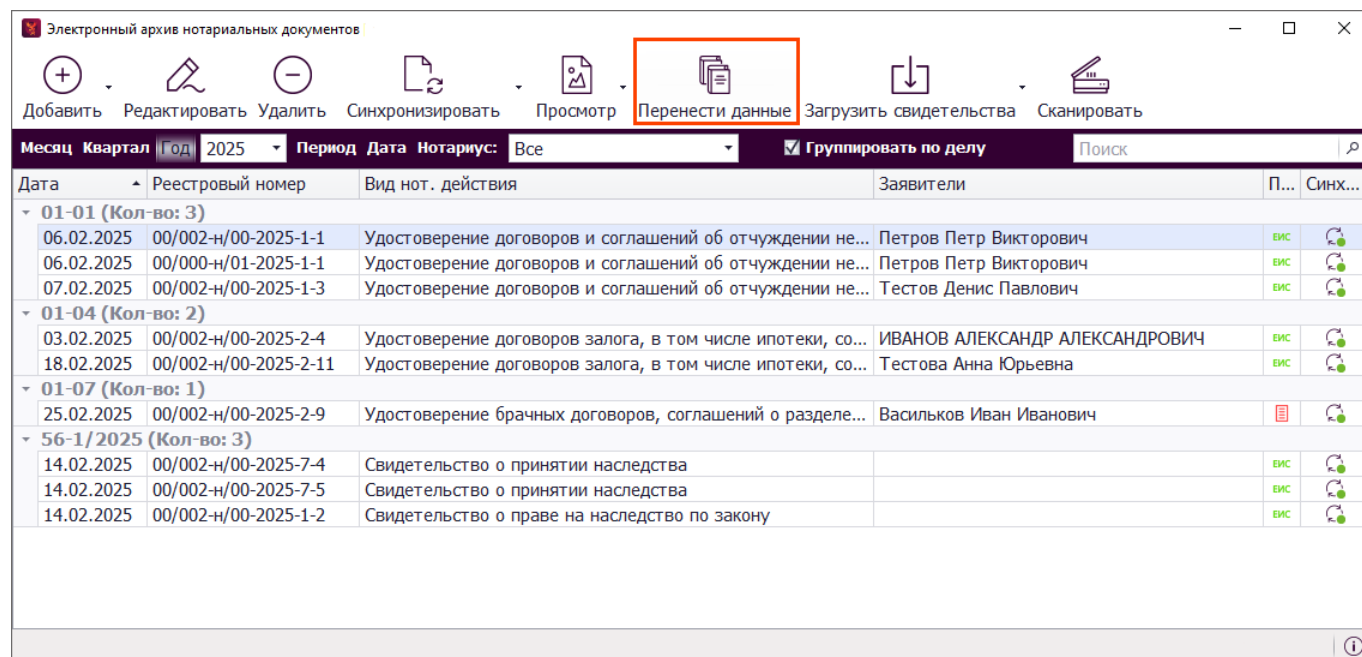 Электронный архив нотариальных документов
Добавить Редактировать Удалить Синхронизировать Просмотр Перенести данные Загрузить свидетельства Сканировать
Месяц Квартал Год 2025 Период Дата Нотариус: Все Группировать по делу Поиск
Дата Реестровый номер Вид нот. действия Заявители П... Синх...
01-01 (Кол-во: 3)
06.02.2025 00/002-н/00-2025-1-1 Удостоверение договоров и соглашений об отчуждении не... Петров Петр Викторович ЕИС
06.02.2025 00/000-н/01-2025-1-1 Удостоверение договоров и соглашений об отчуждении не... Петров Петр Викторович ЕИС
07.02.2025 00/002-н/00-2025-1-3 Удостоверение договоров и соглашений об отчуждении не... Тестов Денис Павлович ЕИС
01-04 (Кол-во: 2)
03.02.2025 00/002-н/00-2025-2-4 Удостоверение договоров залога, в том числе ипотеки, со... ИВАНОВ АЛЕКСАНДР АЛЕКСАНДРОВИЧ ЕИС
18.02.2025 00/002-н/00-2025-2-11 Удостоверение договоров залога, в том числе ипотеки, со... Тестова Анна Юрьевна ЕИС
01-07 (Кол-во: 1)
25.02.2025 00/002-н/00-2025-2-9 Удостоверение брачных договоров, соглашений о разделе... Васильков Иван Иванович
56-1/2025 (Кол-во: 3)
14.02.2025 00/002-н/00-2025-7-4 Свидетельство о принятии наследства ЕИС
14.02.2025 00/002-н/00-2025-7-5 Свидетельство о принятии наследства ЕИС
14.02.2025 00/002-н/00-2025-1-2 Свидетельство о праве на наследство по закону ЕИС